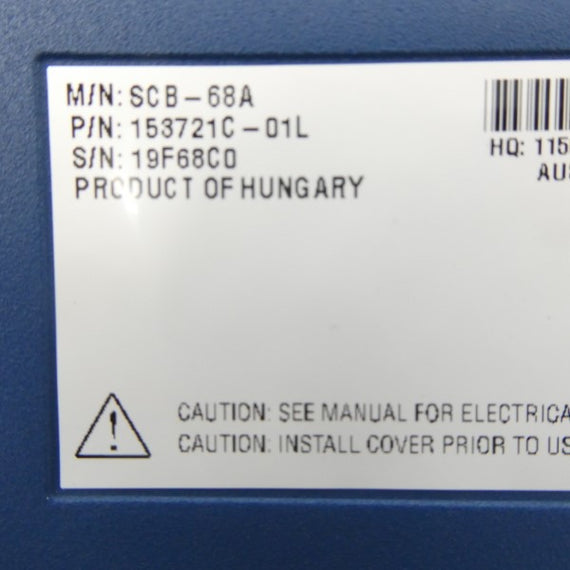 M/N: SCB-68A
P/N: 153721C-01L
S/N: 19F68C0
PRODUCT OF HUNGARY
HQ: 115
AUS
CAUTION: SEE MANUAL FOR ELECTRICA
CAUTION: INSTALL COVER PRIOR TO US